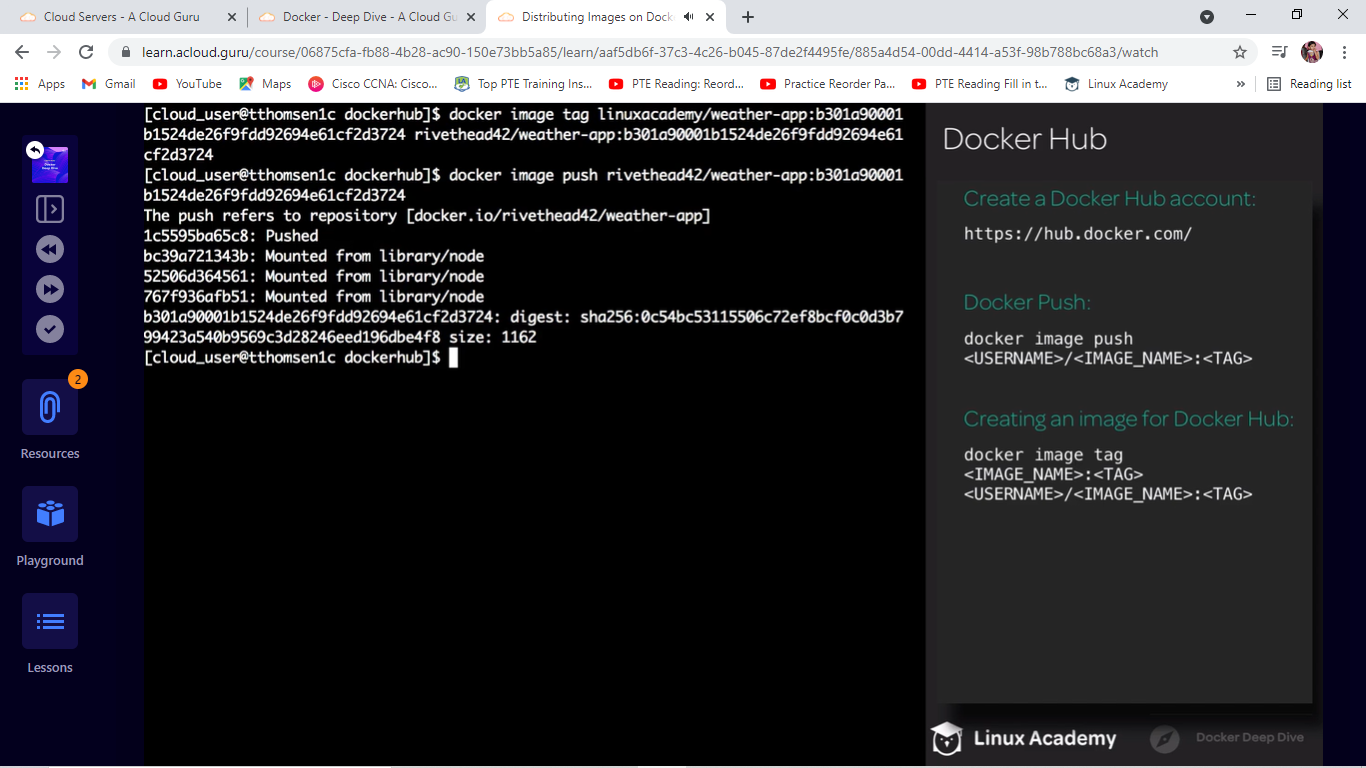 Cloud Servers - A Cloud Guru
Docker - Deep Dive - A Cloud Gu
Distributing Images on Dock
learn.acloud.guru/course/06875cfa-fb88-4b28-ac90-150e73bb5a85/learn/aaf5db6f-37c3-4c26-b045-87de2f4495fe/885a4d54-00dd-4414-a53f-98b788bc68a3/watch
Apps
Gmail
YouTube
Maps
Cisco CCNA: Cisco...
Top PTE Training Ins...
PTE Reading: Reord...
Practice Reorder Pa...
PTE Reading Fill in t...
Linux Academy
»
Reading list
2
Resources
Playground
Lessons
[cloud_user@tthomsen1c dockerhub]$ docker image tag linuxacademy/weather-app:b301a90001
b1524de26f9fdd92694e61cf2d3724 rivethead42/weather-app:b301a90001b1524de26f9fdd92694e61
cf2d3724
[cloud_user@tthomsen1c dockerhub]$ docker image push rivethead42/weather-app:b301a90001
b1524de26f9fdd92694e61cf2d3724
The push refers to repository [docker.io/rivethead42/weather-app]
1c5595ba65c8: Pushed
bc39a721343b: Mounted from library/node
52506d364561: Mounted from library/node
767f936afb51: Mounted from library/node
b301a90001b1524de26f9fdd92694e61cf2d3724: digest: sha256:0c54bc53115506c72ef8bcf0c0d3b7
99423a540b9569c3d28246eed196dbe4f8 size: 1162
[cloud_user@tthomsen1c dockerhub]$
Docker Hub
Create a Docker Hub account:
https://hub.docker.com/
Docker Push:
docker image push
<USERNAME>/<IMAGE_NAME>:<TAG>
Creating an image for Docker Hub:
docker image tag
<IMAGE_NAME>:<TAG>
<USERNAME>/<IMAGE_NAME>:<TAG>
Linux Academy
Docker Deep Dive